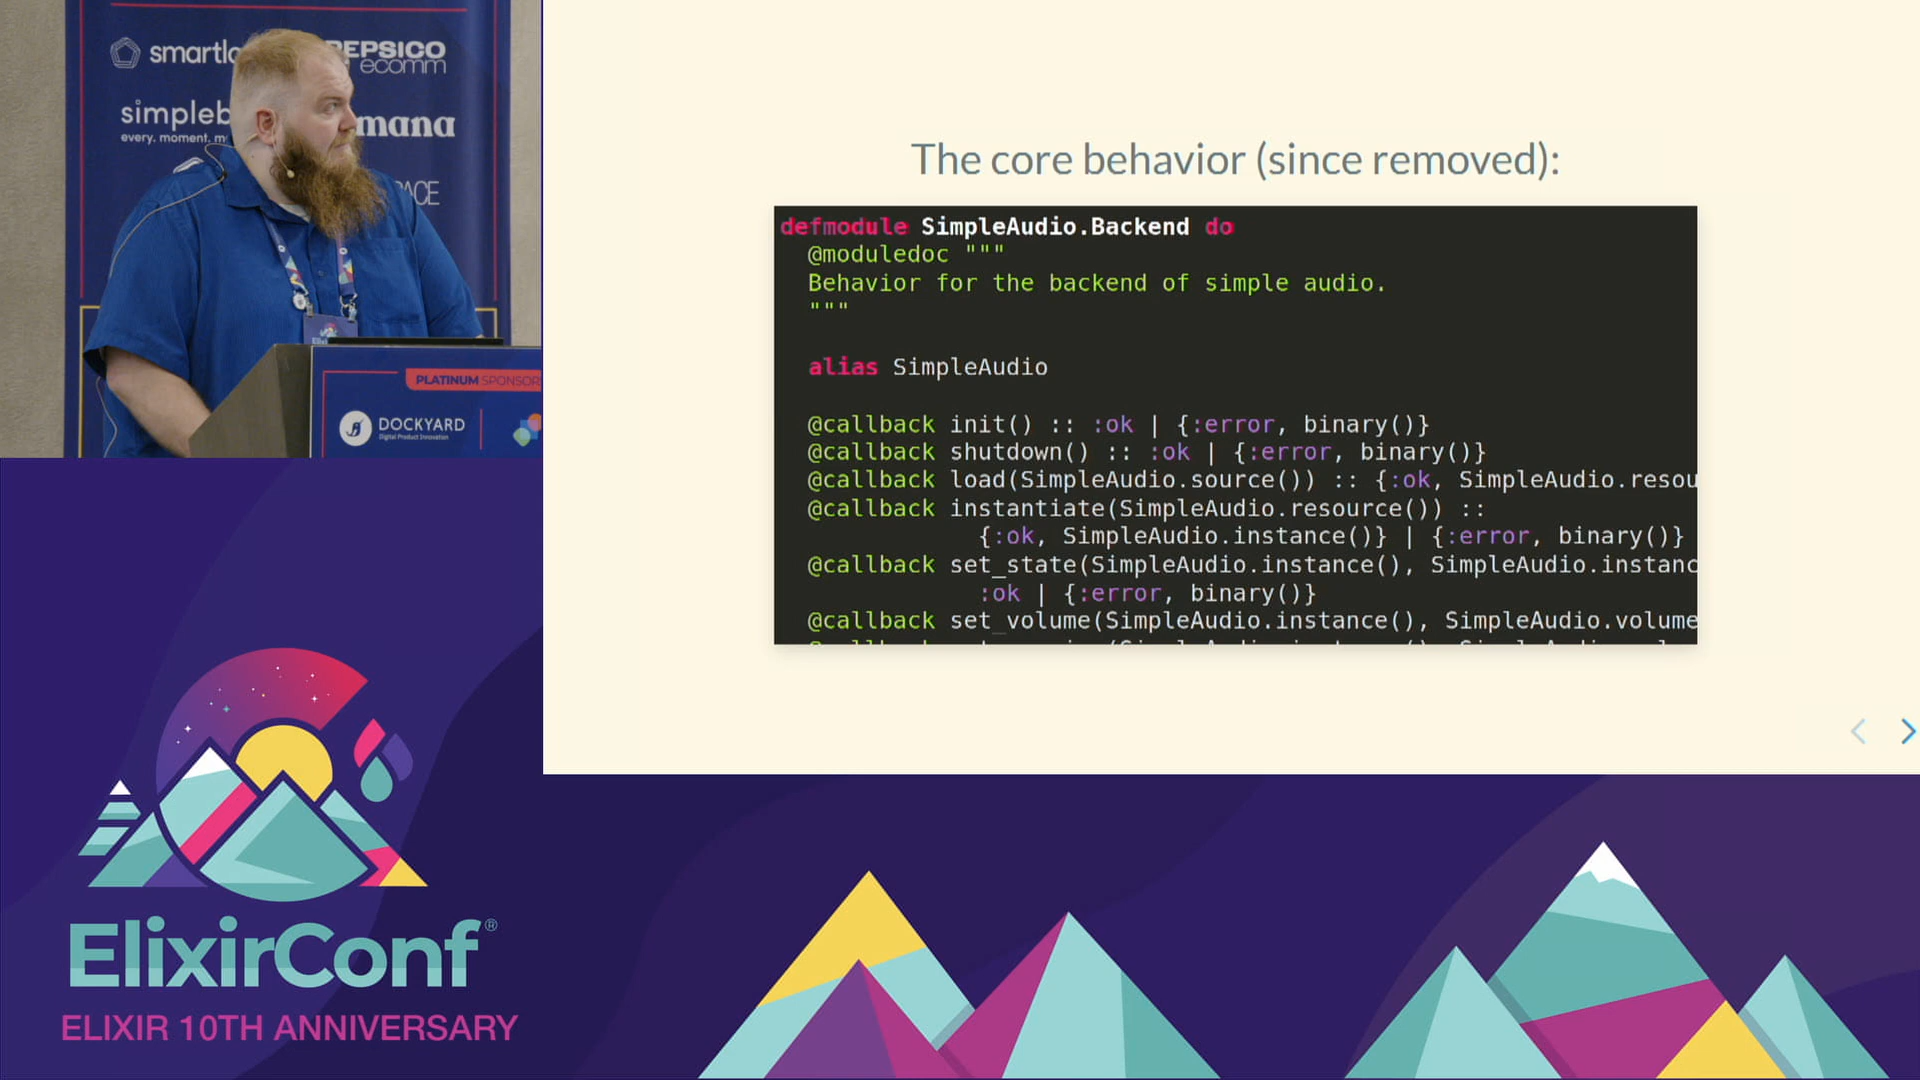 smartlo
PEPSICO
ecomm
simpleb
every. moment. m
mana
ACE
PLATINUM SPONSOR
DOCKYARD
Digital Product Innovation
The core behavior (since removed):
defmodule SimpleAudio.Backend do
@moduledoc """
Behavior for the backend of simple audio.
"""
alias SimpleAudio
@callback init() :: :ok | {:error, binary()}
@callback shutdown() :: :ok | {:error, binary()}
@callback load(SimpleAudio.source()) :: {:ok, SimpleAudio.resou
@callback instantiate(SimpleAudio.resource()) ::
{:ok, SimpleAudio.instance()} | {:error, binary()}
@callback set_state(SimpleAudio.instance(), SimpleAudio.instanc
:ok | {:error, binary()}
@callback set_volume(SimpleAudio.instance(), SimpleAudio.volume
ElixirConf®
ELIXIR 10TH ANNIVERSARY